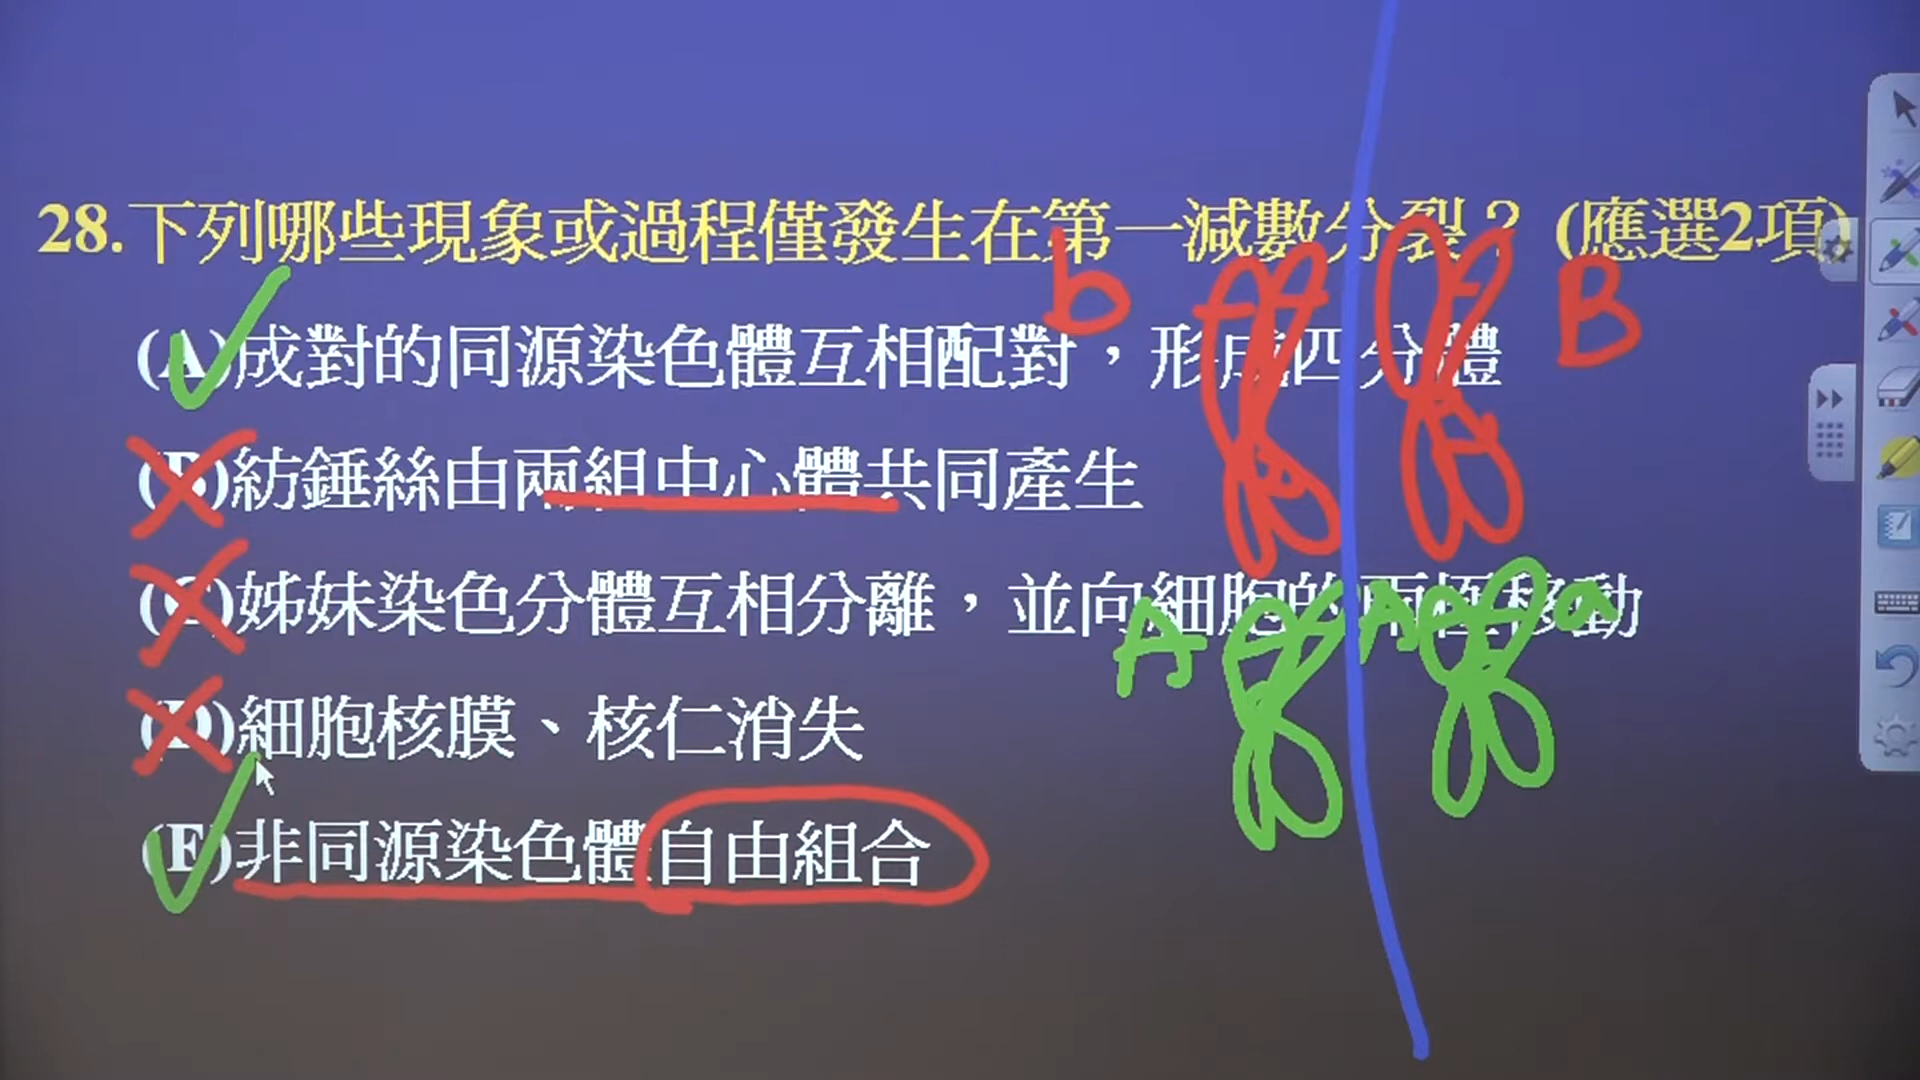 28.下列哪些現象或過程僅發生在第一減數分裂？(應選2項)
b B
(A)成對的同源染色體互相配對，形成四分體
(B)紡錘絲由兩組中心體共同產生
(C)姊妹染色分體互相分離，並向細胞的兩極移動
A A a
(D)細胞核膜、核仁消失
(E)非同源染色體自由組合